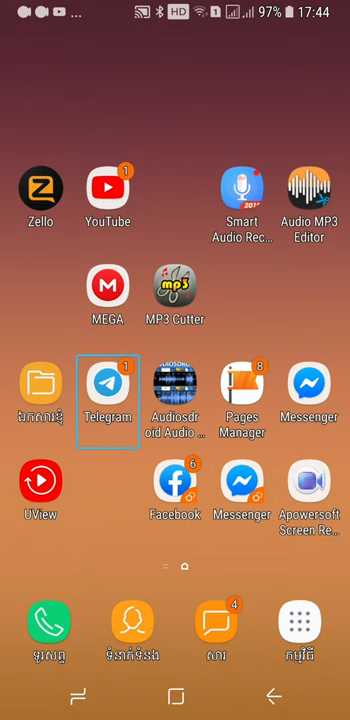 ... HD 1 97% 17:44
1
Z 2018
Zello YouTube Smart Audio MP3
Audio Rec... Editor
M mp3
MEGA MP3 Cutter
1 AUDIOSDRO 8
ឯកសារខ្ញុំ Telegram Audiosdr Pages Messenger
oid Audio ... Manager
6
UView Facebook Messenger Apowersoft
Screen Re...
4
ទូរសព្ទ ទំនាក់ទំនង សារ កម្មវិធី